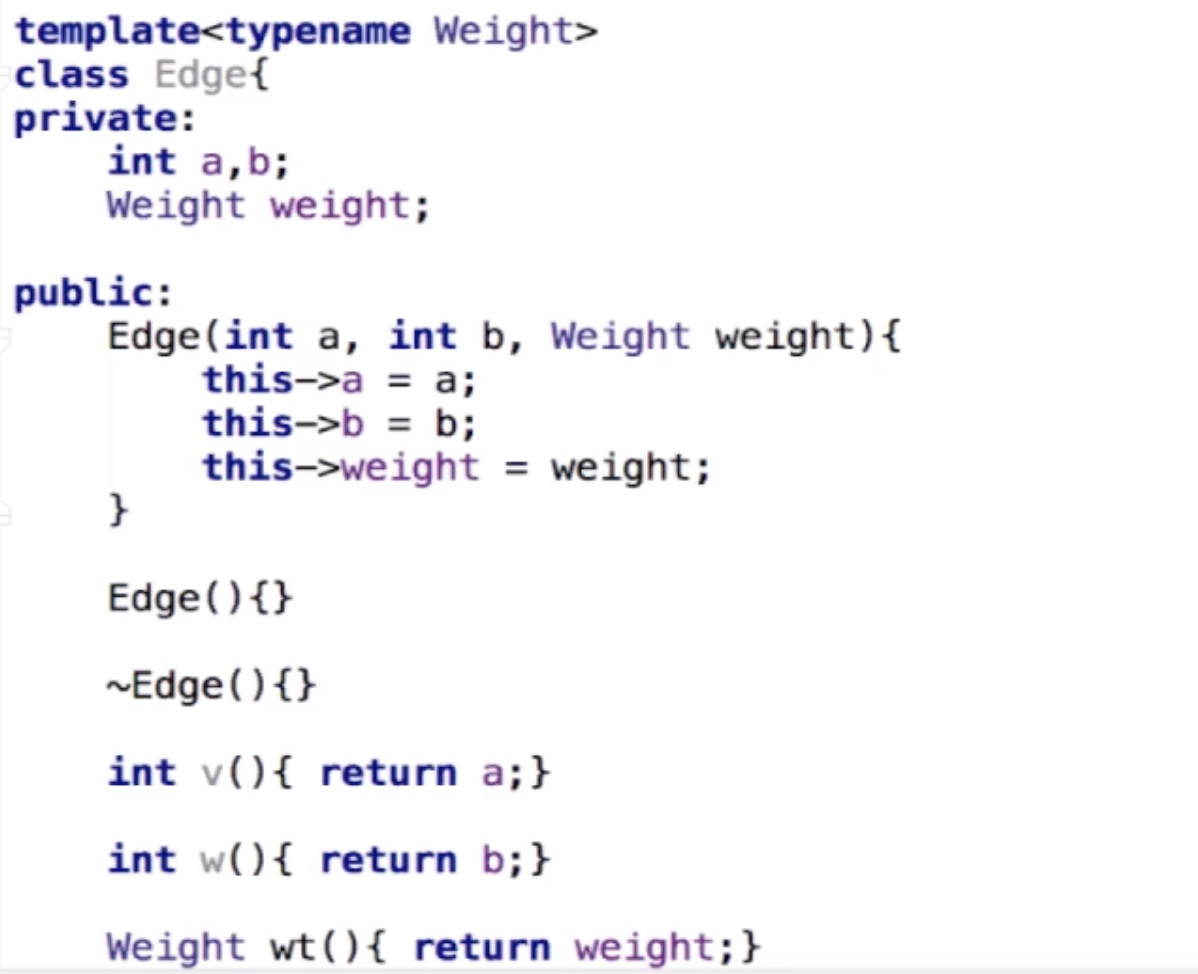 template<typename Weight>
class Edge{
private:
    int a,b;
    Weight weight;

public:
    Edge(int a, int b, Weight weight){
        this->a = a;
        this->b = b;
        this->weight = weight;
    }

    Edge(){}

    ~Edge(){}

    int v(){ return a;}

    int w(){ return b;}

    Weight wt(){ return weight;}